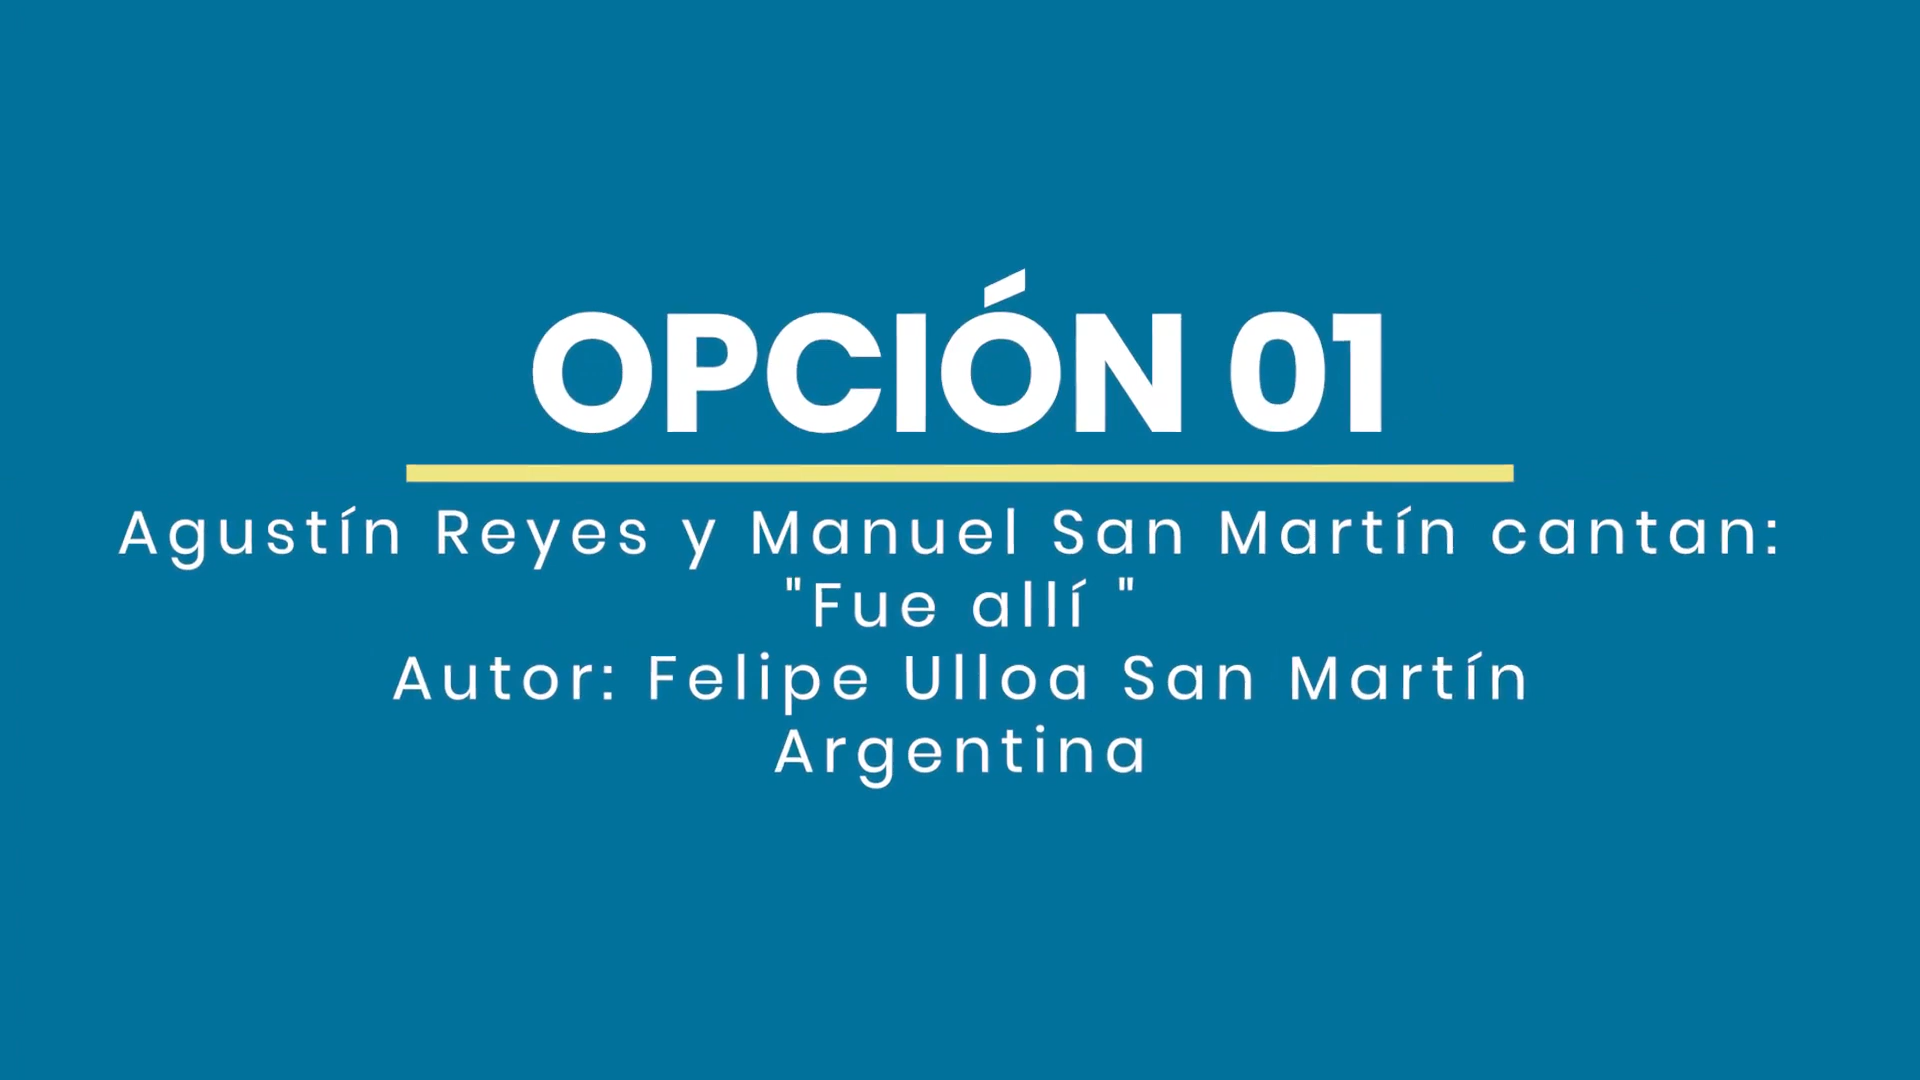 OPCIÓN 01
Agustín Reyes y Manuel San Martín cantan:
"Fue allí "
Autor: Felipe Ulloa San Martín
Argentina